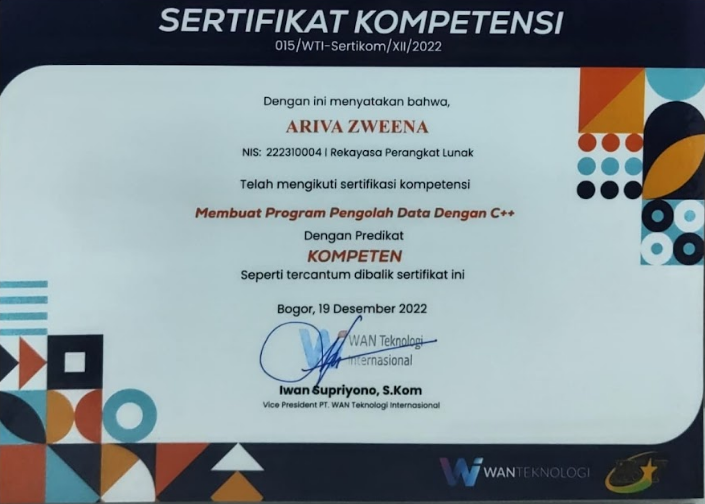 SERTIFIKAT KOMPETENSI
015/WTI-Sertikom/XII/2022
Dengan ini menyatakan bahwa,
ARIVA ZWEENA
NIS: 222310004 | Rekayasa Perangkat Lunak
Telah mengikuti sertifikasi kompetensi
Membuat Program Pengolah Data Dengan C++
Dengan Predikat
KOMPETEN
Seperti tercantum dibalik sertifikat ini
Bogor, 19 Desember 2022
WAN Teknologi
Internasional
Iwan Supriyono, S.Kom
Vice President PT. WAN Teknologi Internasional
WANTEKNOLOGI